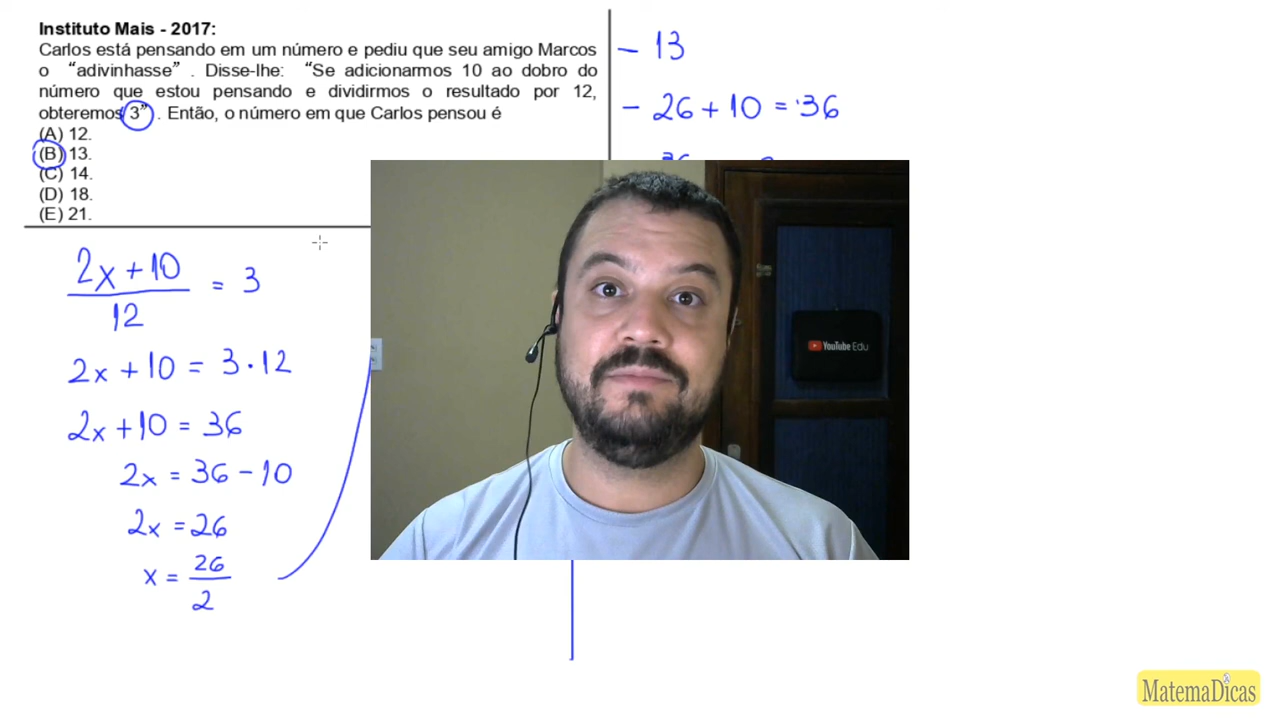 Instituto Mais - 2017:
Carlos está pensando em um número e pediu que seu amigo Marcos
o “adivinhasse” . Disse-lhe: “Se adicionarmos 10 ao dobro do
número que estou pensando e dividirmos o resultado por 12,
obteremos 3” . Então, o número em que Carlos pensou é
(A) 12.
(B) 13.
(C) 14.
(D) 18.
(E) 21.
2x + 10
12
= 3
2x + 10 = 3 · 12
2x + 10 = 36
2x = 36 - 10
2x = 26
x = 26
2
- 13
- 26 + 10 = 36
YouTube Edu
MatemaDicas